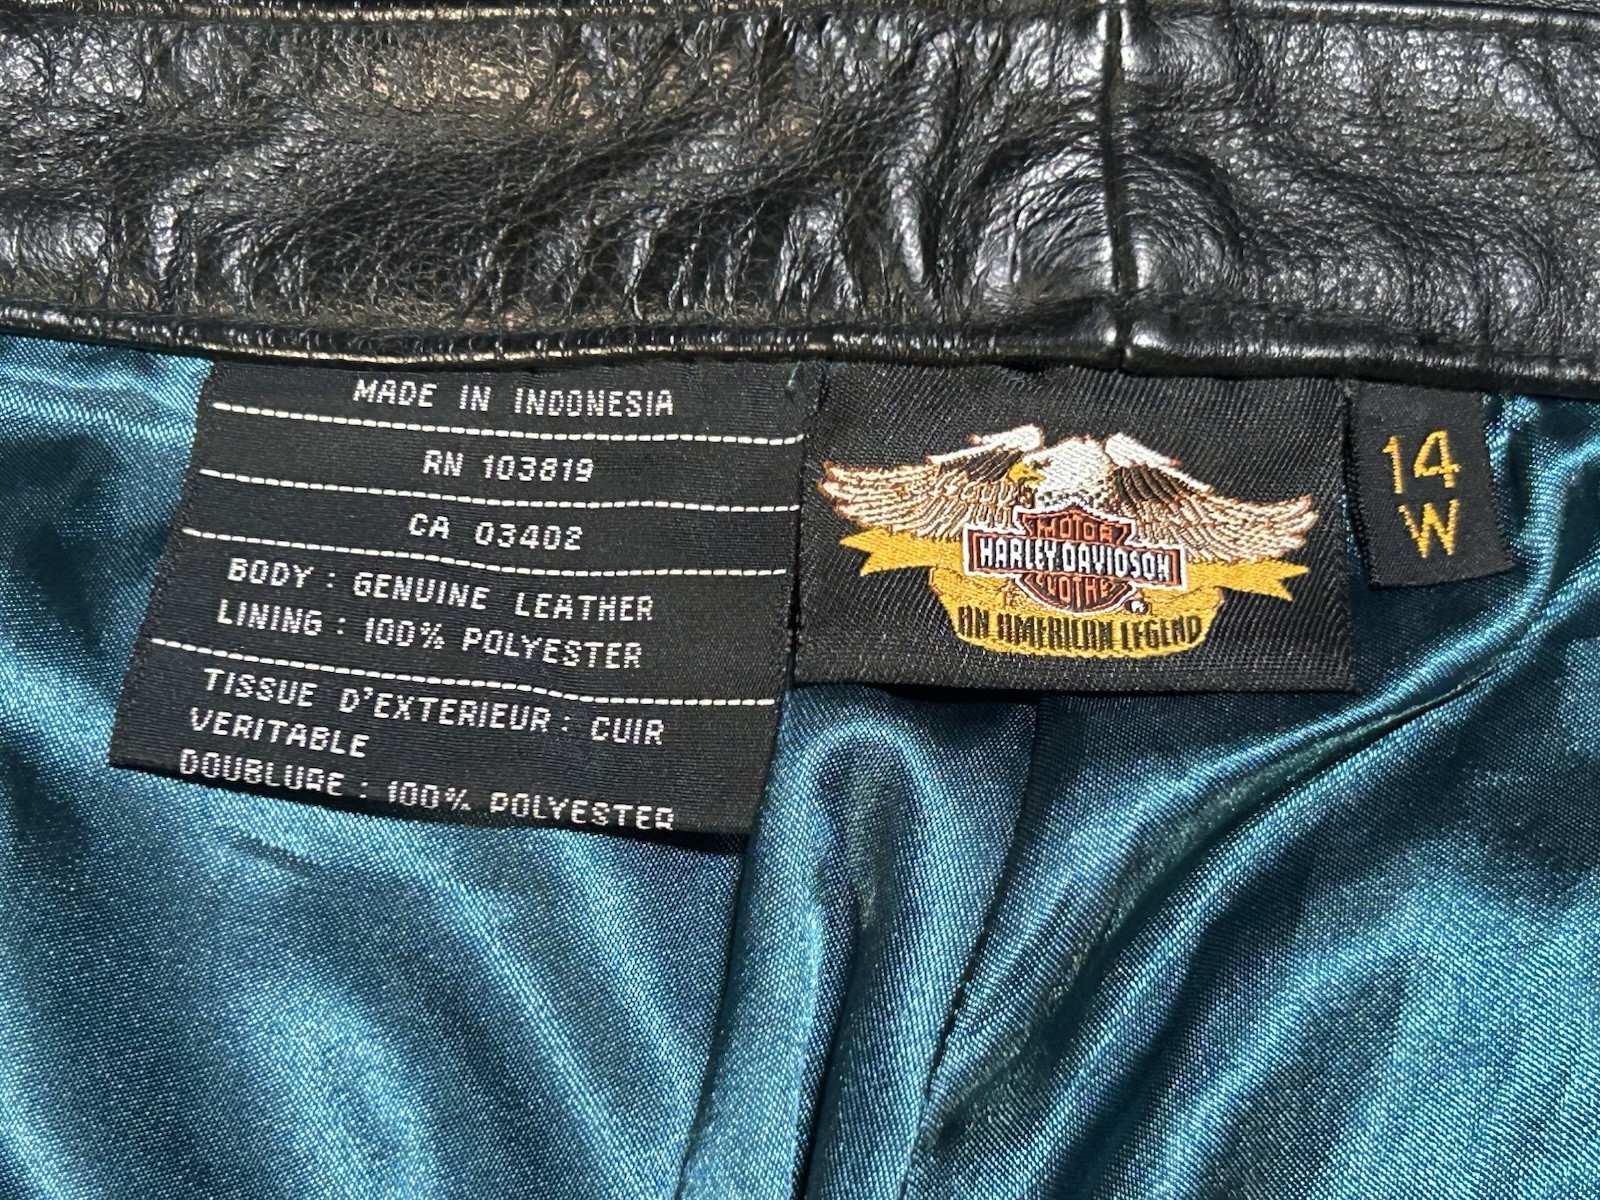 MADE IN INDONESIA
RN 103819
CA 03402
BODY : GENUINE LEATHER
LINING : 100% POLYESTER
TISSUE D'EXTERIEUR : CUIR
VERITABLE
DOUBLURE : 100% POLYESTER
MOTOR
HARLEY-DAVIDSON
CLOTHES
®
AN AMERICAN LEGEND
14
W